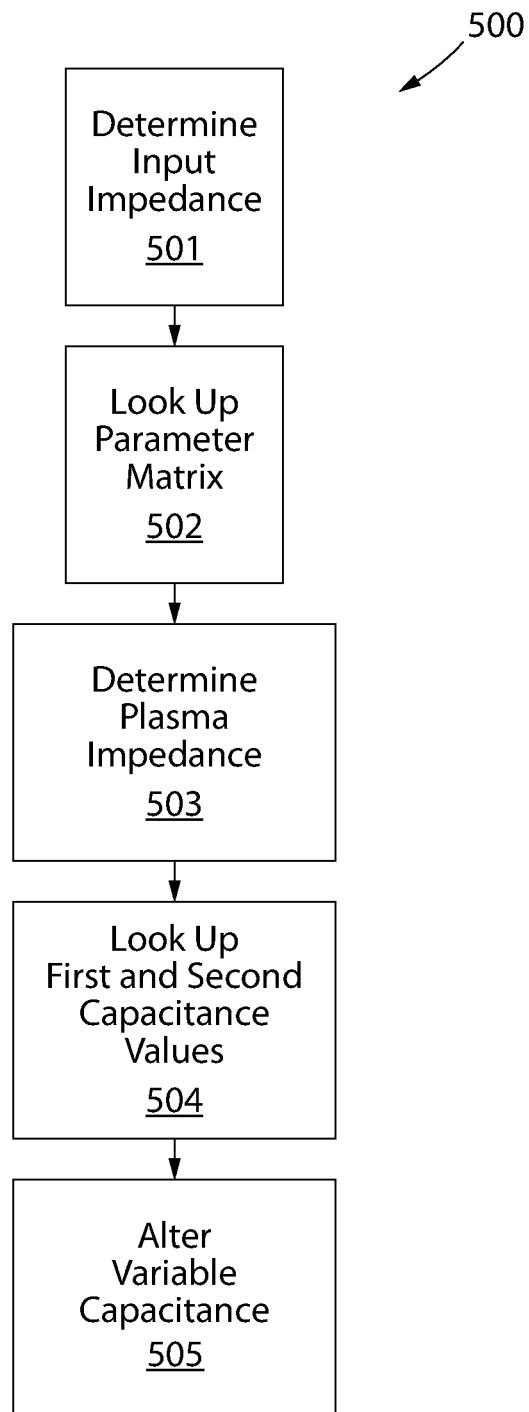 500
Determine
Input
Impedance
501
Look Up
Parameter
Matrix
502
Determine
Plasma
Impedance
503
Look Up
First and Second
Capacitance
Values
504
Alter
Variable
Capacitance
505